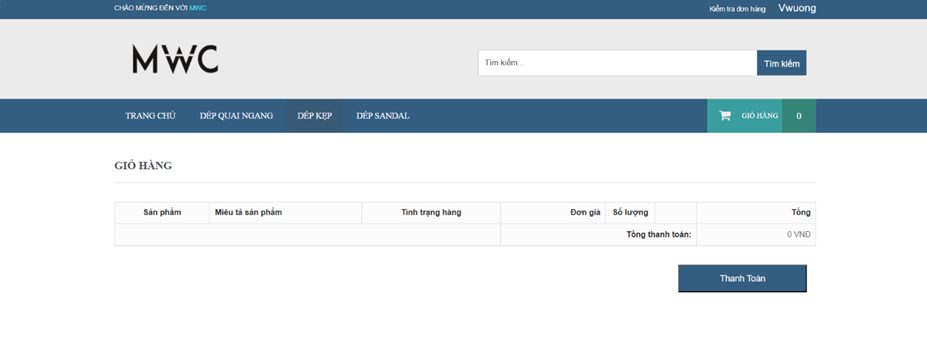 CHÀO MỪNG ĐẾN VỚI MWC
Kiểm tra đơn hàng
Vwuong
MWC
Tìm kiếm...
Tìm kiếm
TRANG CHỦ
DÉP QUAI NGANG
DÉP KẸP
DÉP SANDAL
GIỎ HÀNG
0
GIỎ HÀNG
Sản phẩm
Miêu tả sản phẩm
Tình trạng hàng
Đơn giá
Số lượng
Tổng
Tổng thanh toán:
0 VNĐ
Thanh Toán